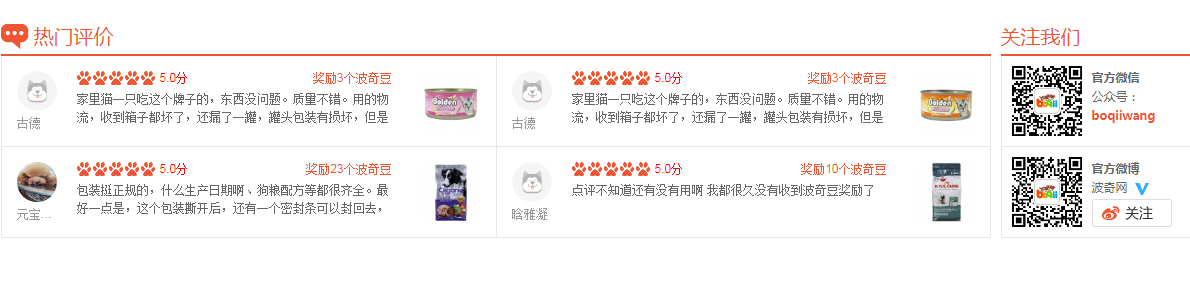 热门评价
5.0分 奖励3个波奇豆
家里猫一只吃这个牌子的，东西没问题。质量不错。用的物
流，收到箱子都坏了，还漏了一罐，罐头包装有损坏，但是
古德
Golden
5.0分 奖励3个波奇豆
家里猫一只吃这个牌子的，东西没问题。质量不错。用的物
流，收到箱子都坏了，还漏了一罐，罐头包装有损坏，但是
古德
Golden
5.0分 奖励23个波奇豆
包装挺正规的，什么生产日期啊、狗粮配方等都很齐全。最
好一点是，这个包装撕开后，还有一个密封条可以封回去，
元宝...
5.0分 奖励10个波奇豆
点评不知道还有没有用啊 我都很久没有收到波奇豆奖励了
晗雅凝
ROYAL CANIN
关注我们
官方微信
公众号：
boqiiwang
官方微博
波奇网
关注